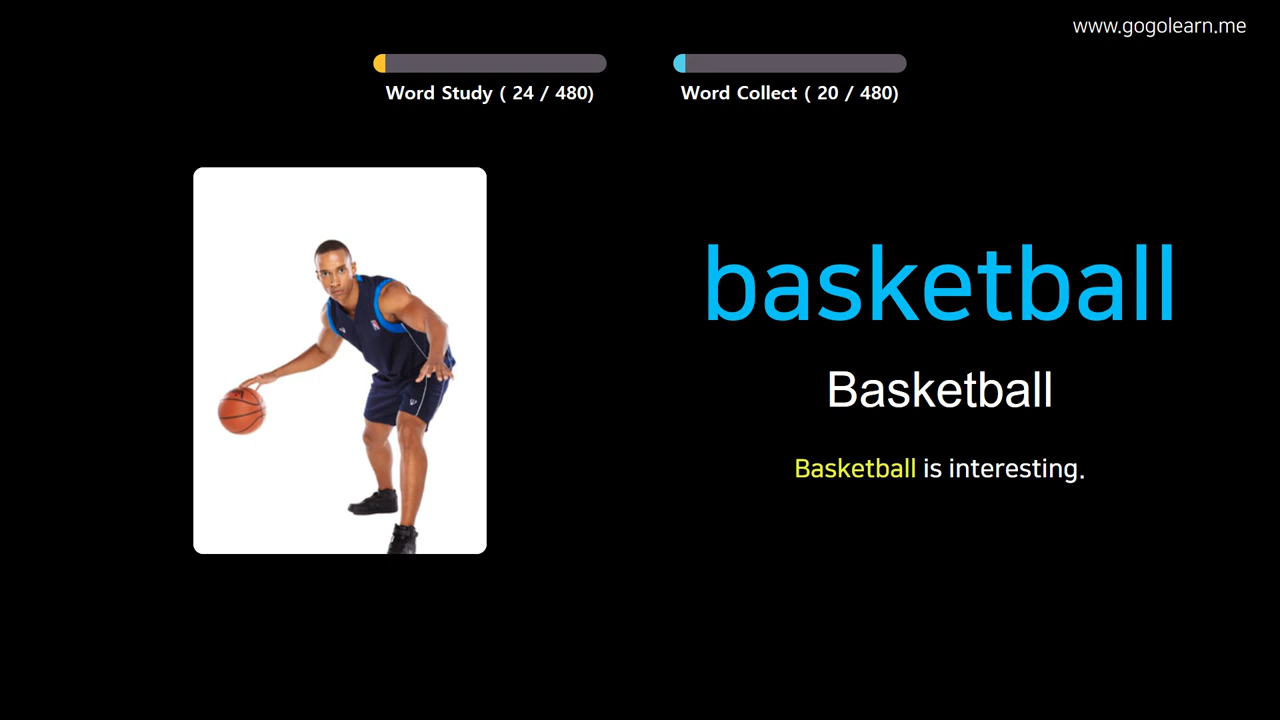 www.gogolearn.me
Word Study ( 24 / 480)
Word Collect ( 20 / 480)
basketball
Basketball
Basketball is interesting.